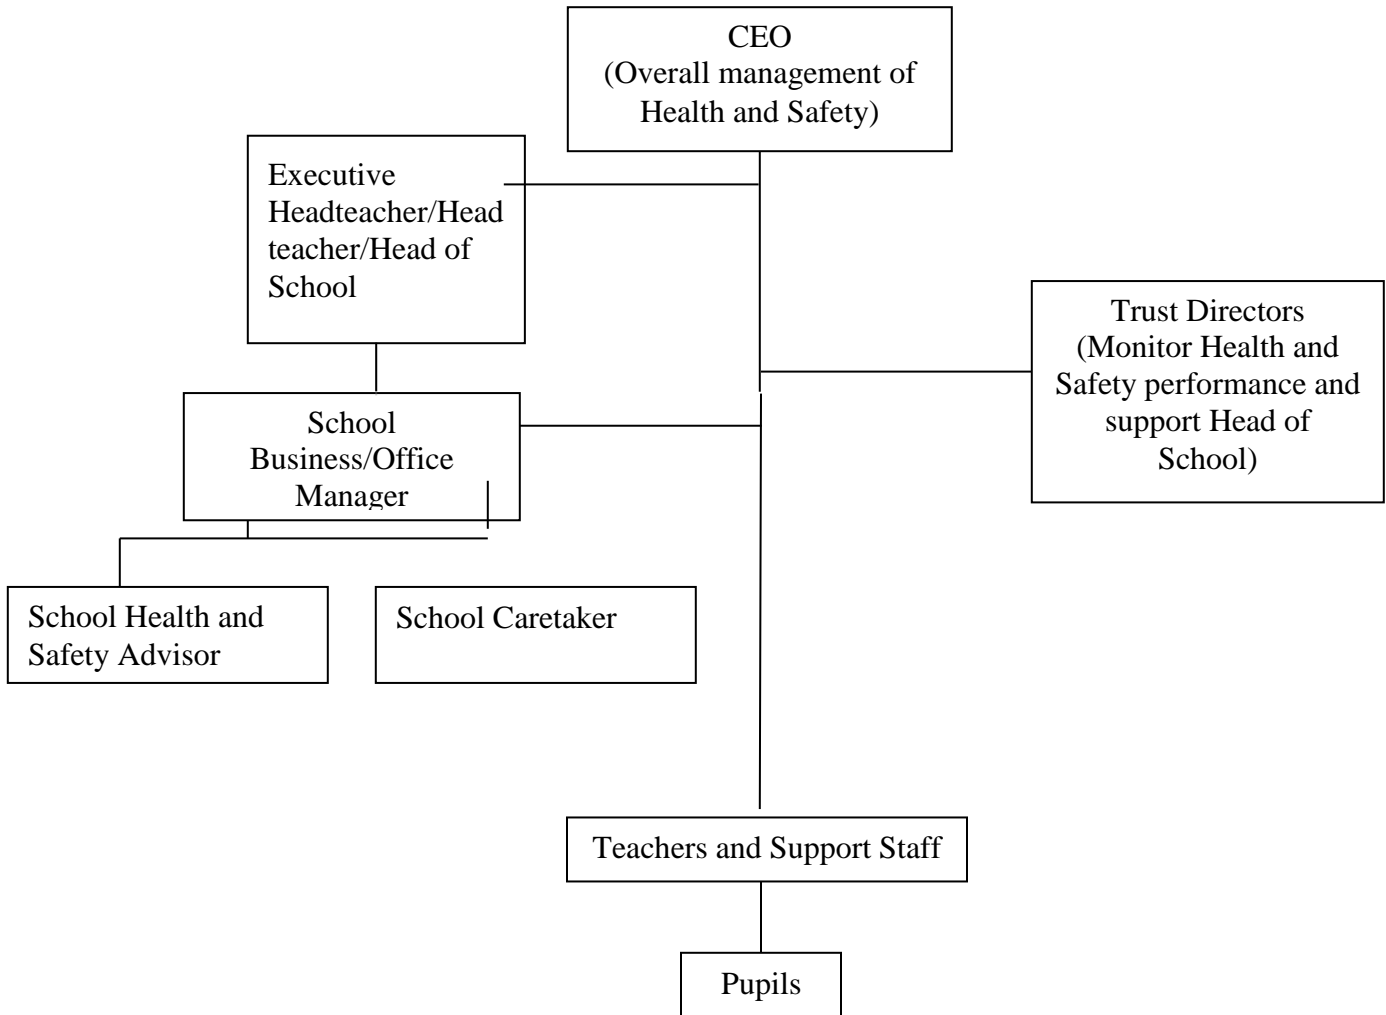 CEO
(Overall management of
Health and Safety)
Executive
Headteacher/Head
teacher/Head of
School
Trust Directors
(Monitor Health and
Safety performance and
support Head of
School)
School
Business/Office
Manager
School Health and
Safety Advisor
School Caretaker
Teachers and Support Staff
Pupils